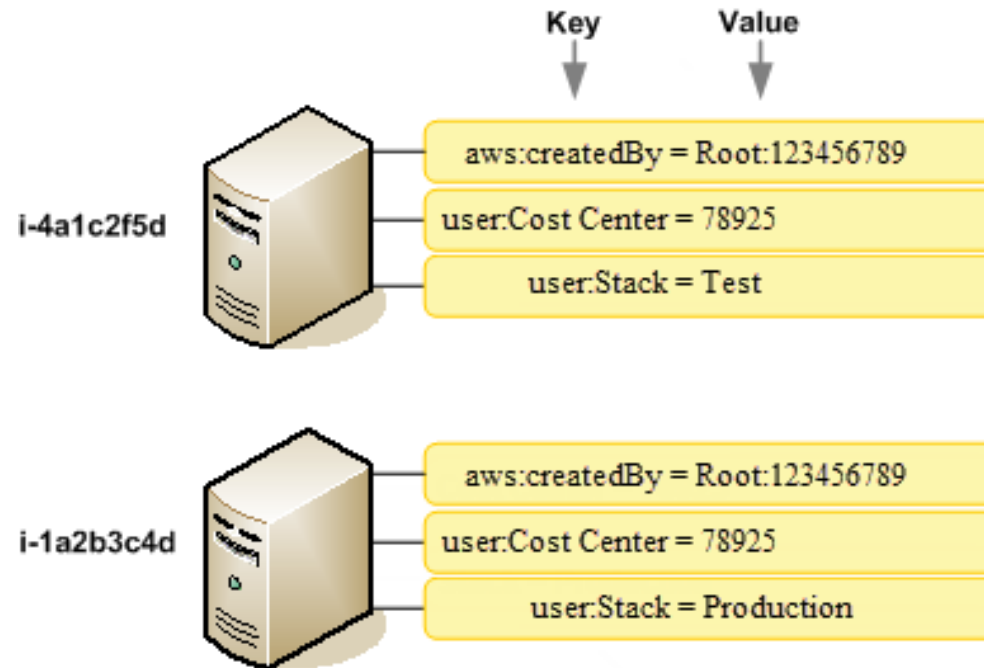 Key Value
aws:createdBy = Root:123456789
i-4a1c2f5d
user:Cost Center = 78925
user:Stack = Test
aws:createdBy = Root:123456789
i-1a2b3c4d
user:Cost Center = 78925
user:Stack = Production